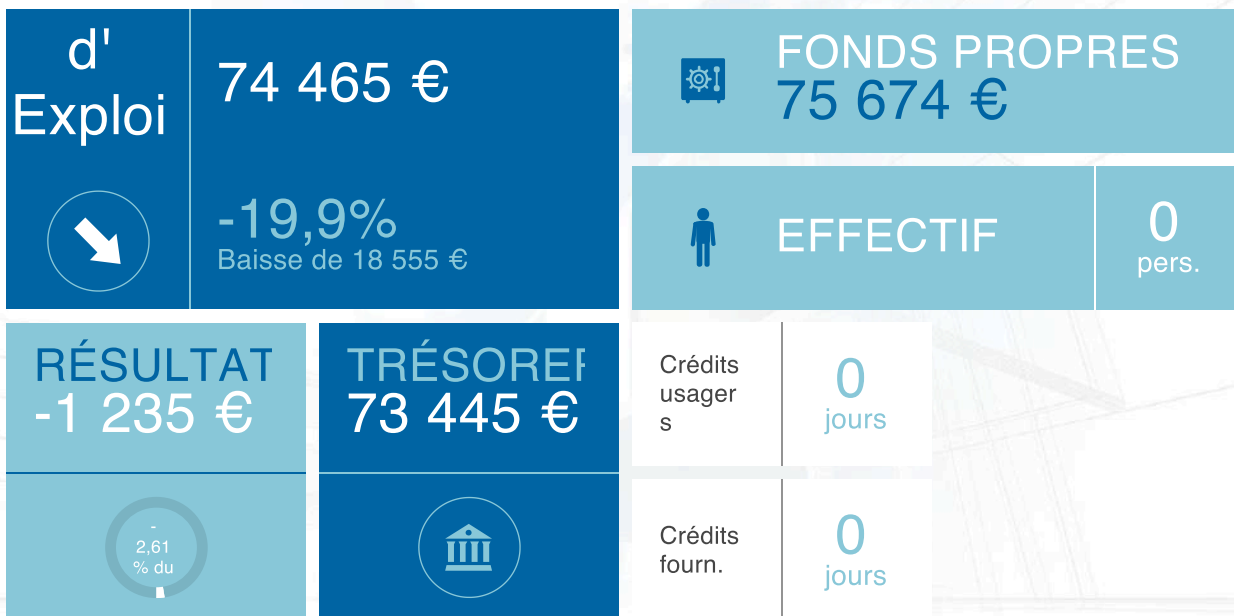 d'
Exploi
74 465 €
-19,9%
Baisse de 18 555 €
FONDS PROPRES
75 674 €
EFFECTIF
0
pers.
RÉSULTAT
-1 235 €
-
2,61
% du
TRÉSORER
73 445 €
Crédits
usager
s
0
jours
Crédits
fourn.
0
jours